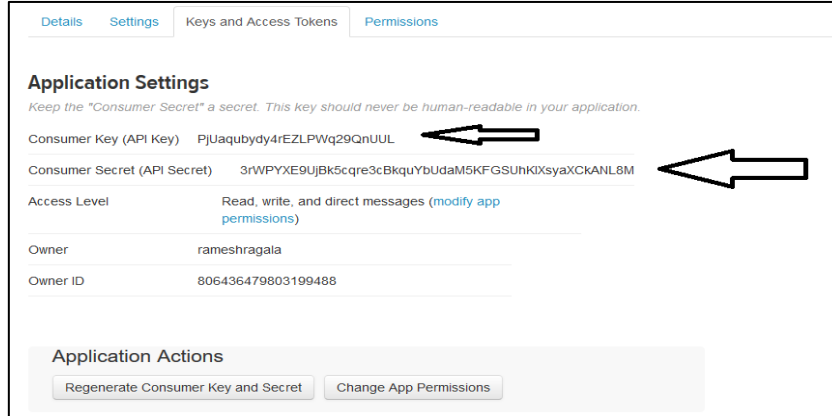 Details Settings Keys and Access Tokens Permissions
Application Settings
Keep the "Consumer Secret" a secret. This key should never be human-readable in your application.
Consumer Key (API Key) PjUaqubydy4rEZLPWq29QnUUL
Consumer Secret (API Secret) 3rWPYXE9UjBk5cqre3cBkquYbUdaM5KFGSUhKlXsyaXCkANL8M
Access Level Read, write, and direct messages (modify app
permissions)
Owner rameshragala
Owner ID 806436479803199488
Application Actions
Regenerate Consumer Key and Secret Change App Permissions